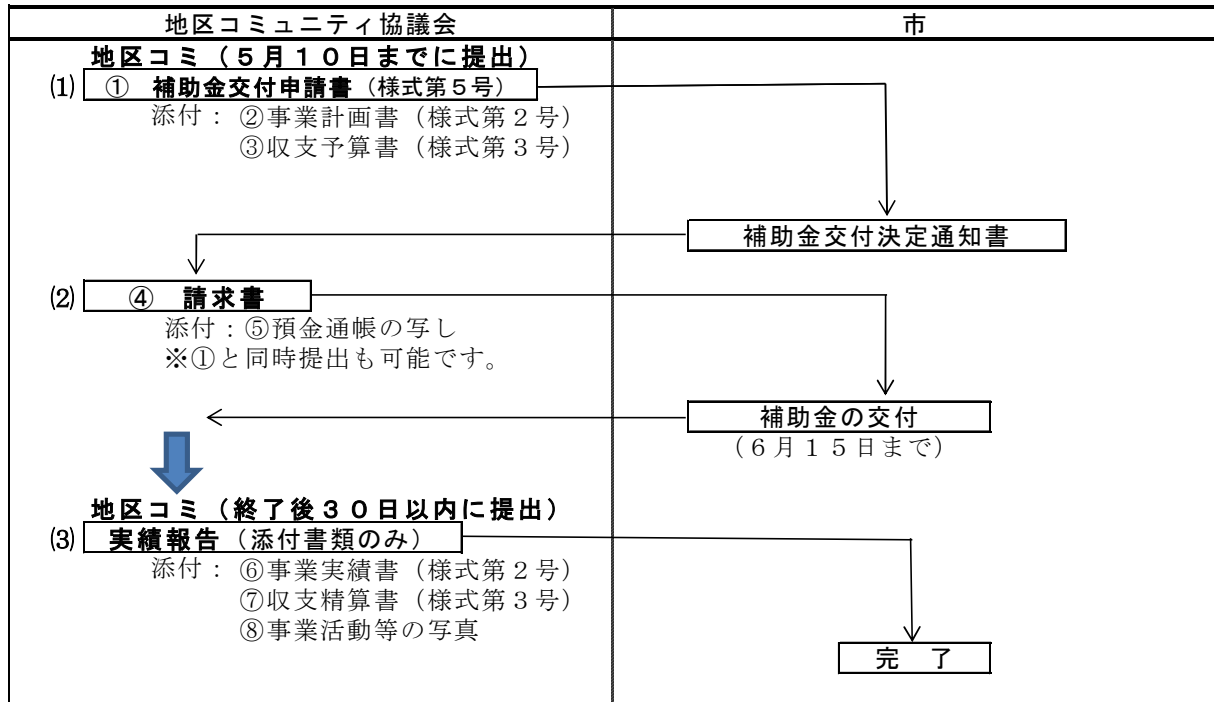 地区コミュニティ協議会 市
地区コミ（５月１０日までに提出）
⑴ ① 補助金交付申請書（様式第５号）
添付：②事業計画書（様式第２号）
③収支予算書（様式第３号）
補助金交付決定通知書
⑵ ④ 請求書
添付：⑤預金通帳の写し
※①と同時提出も可能です。
補助金の交付
（６月１５日まで）
地区コミ（終了後３０日以内に提出）
⑶ 実績報告（添付書類のみ）
添付：⑥事業実績書（様式第２号）
⑦収支精算書（様式第３号）
⑧事業活動等の写真
完 了